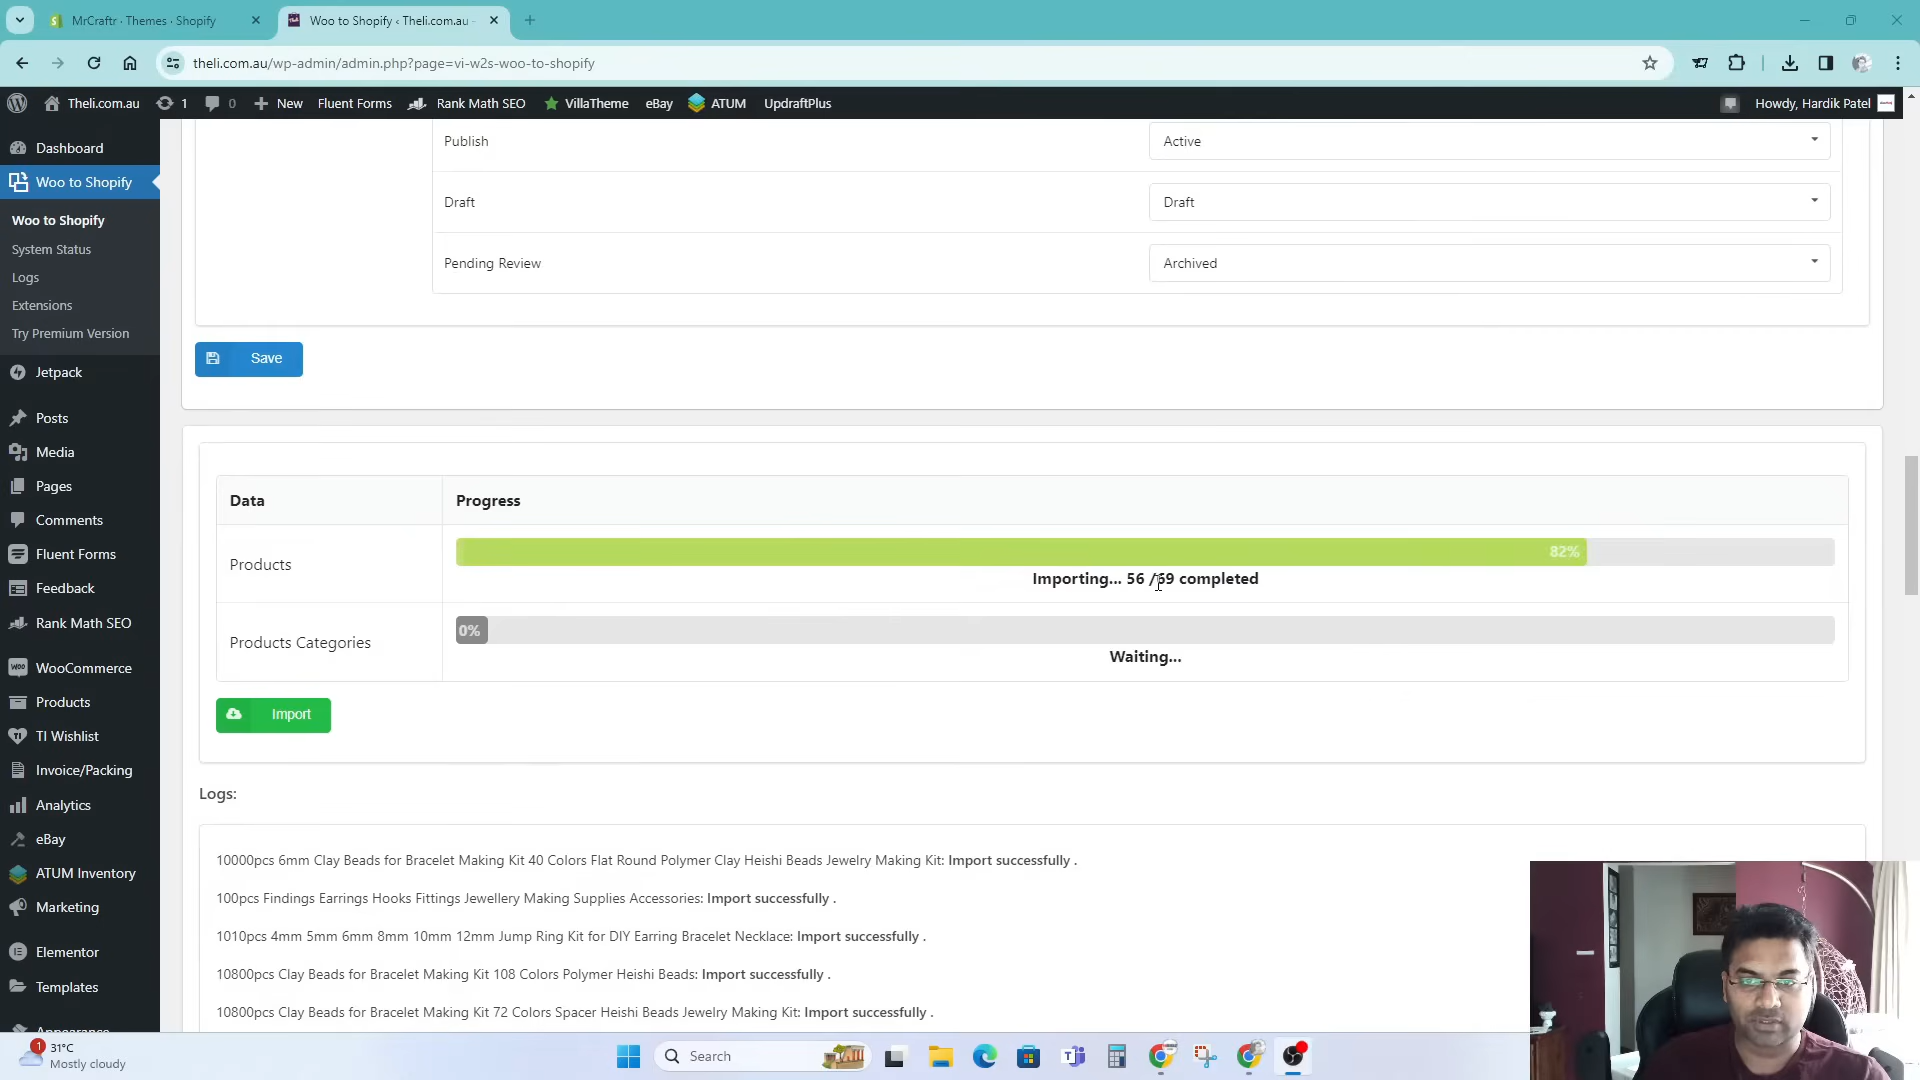 MrCraftr · Themes · Shopify
Woo to Shopify ‹ Theli.com.au -
theli.com.au/wp-admin/admin.php?page=vi-w2s-woo-to-shopify
Theli.com.au 1 0 New Fluent Forms Rank Math SEO VillaTheme eBay ATUM UpdraftPlus Howdy, Hardik Patel
Dashboard
Woo to Shopify
Woo to Shopify
System Status
Logs
Extensions
Try Premium Version
Jetpack
Posts
Media
Pages
Comments
Fluent Forms
Feedback
Rank Math SEO
WooCommerce
Products
TI Wishlist
Invoice/Packing
Analytics
eBay
ATUM Inventory
Marketing
Elementor
Templates
Appearance
Publish Active
Draft Draft
Pending Review Archived
Save
Data Progress
Products 82%
Importing... 56 /69 completed
Products Categories 0%
Waiting...
Import
Logs:
10000pcs 6mm Clay Beads for Bracelet Making Kit 40 Colors Flat Round Polymer Clay Heishi Beads Jewelry Making Kit: Import successfully .
100pcs Findings Earrings Hooks Fittings Jewellery Making Supplies Accessories: Import successfully .
1010pcs 4mm 5mm 6mm 8mm 10mm 12mm Jump Ring Kit for DIY Earring Bracelet Necklace: Import successfully .
10800pcs Clay Beads for Bracelet Making Kit 108 Colors Polymer Heishi Beads: Import successfully .
10800pcs Clay Beads for Bracelet Making Kit 72 Colors Spacer Heishi Beads Jewelry Making Kit: Import successfully .
1
31°C
Mostly cloudy
Search